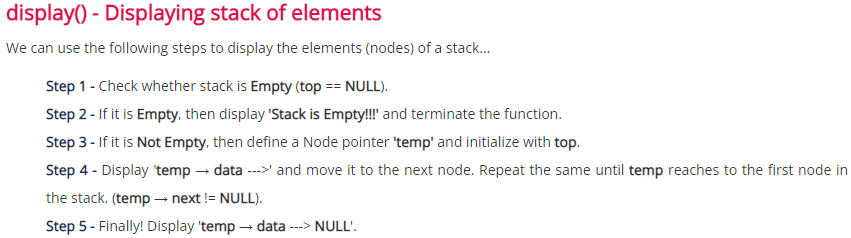 display() - Displaying stack of elements
We can use the following steps to display the elements (nodes) of a stack...
Step 1 - Check whether stack is Empty (top == NULL).
Step 2 - If it is Empty, then display 'Stack is Empty!!!' and terminate the function.
Step 3 - If it is Not Empty, then define a Node pointer 'temp' and initialize with top.
Step 4 - Display 'temp → data --->' and move it to the next node. Repeat the same until temp reaches to the first node in
the stack. (temp → next != NULL).
Step 5 - Finally! Display 'temp → data ---> NULL'.